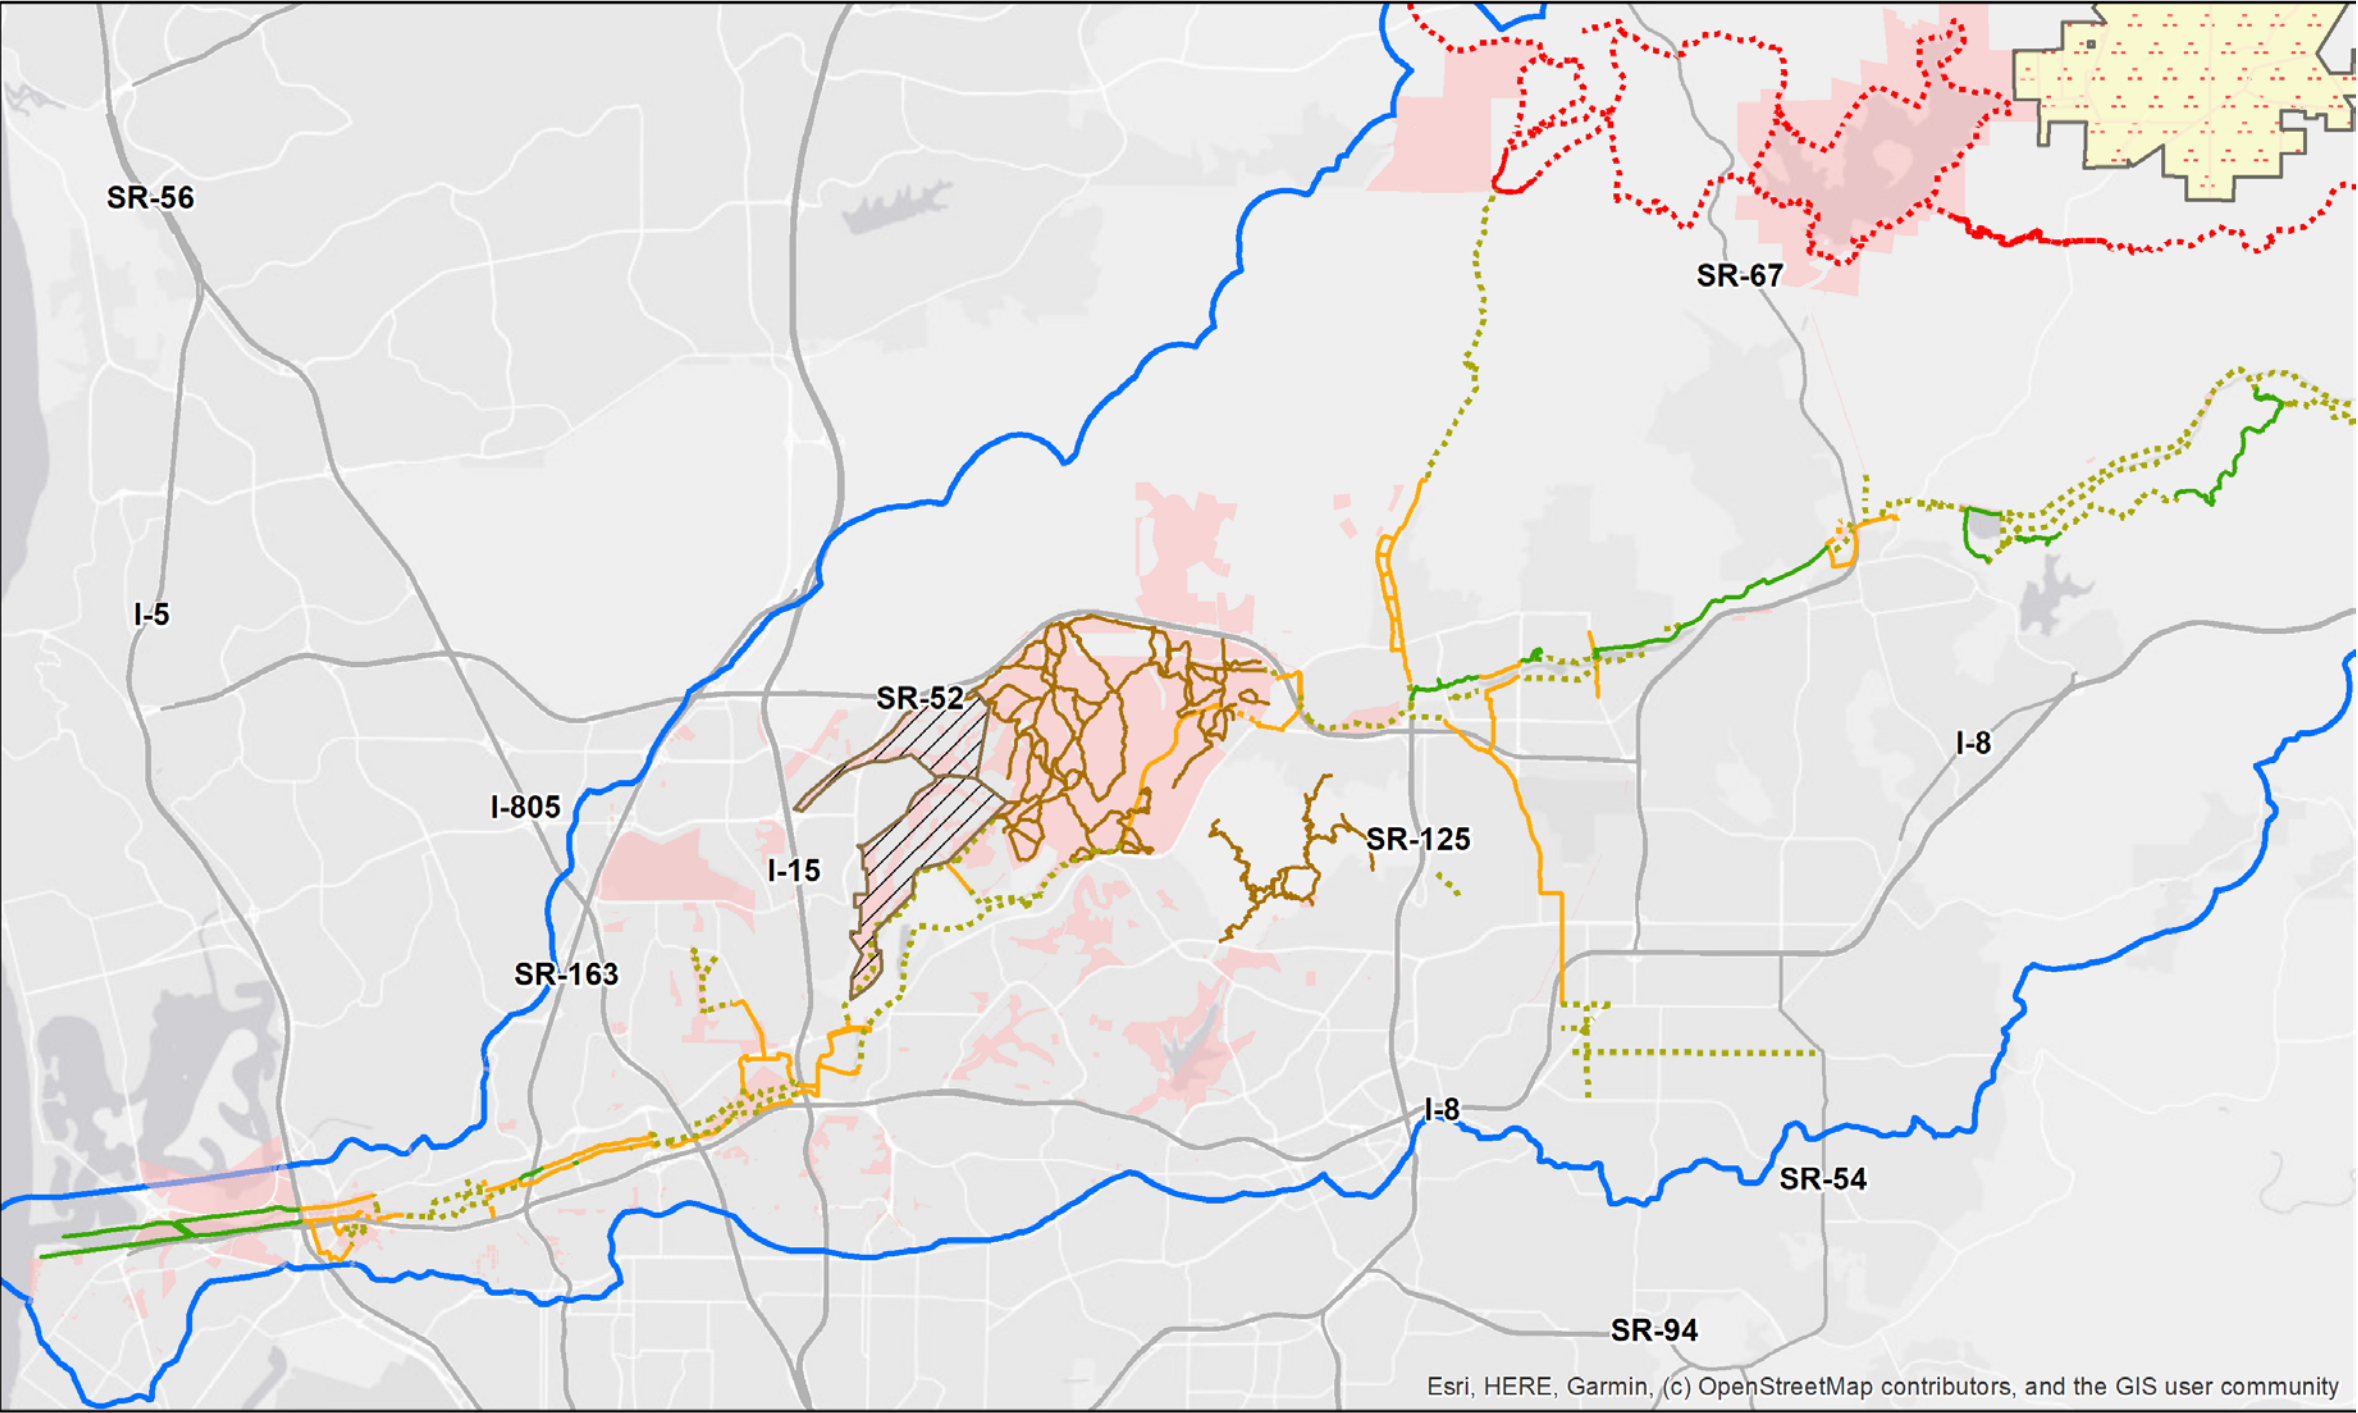 SR-56
SR-67
I-5
SR-52
I-8
I-805
SR-125
I-15
SR-163
I-8
SR-54
SR-94
Esri, HERE, Garmin, (c) OpenStreetMap contributors, and the GIS user community